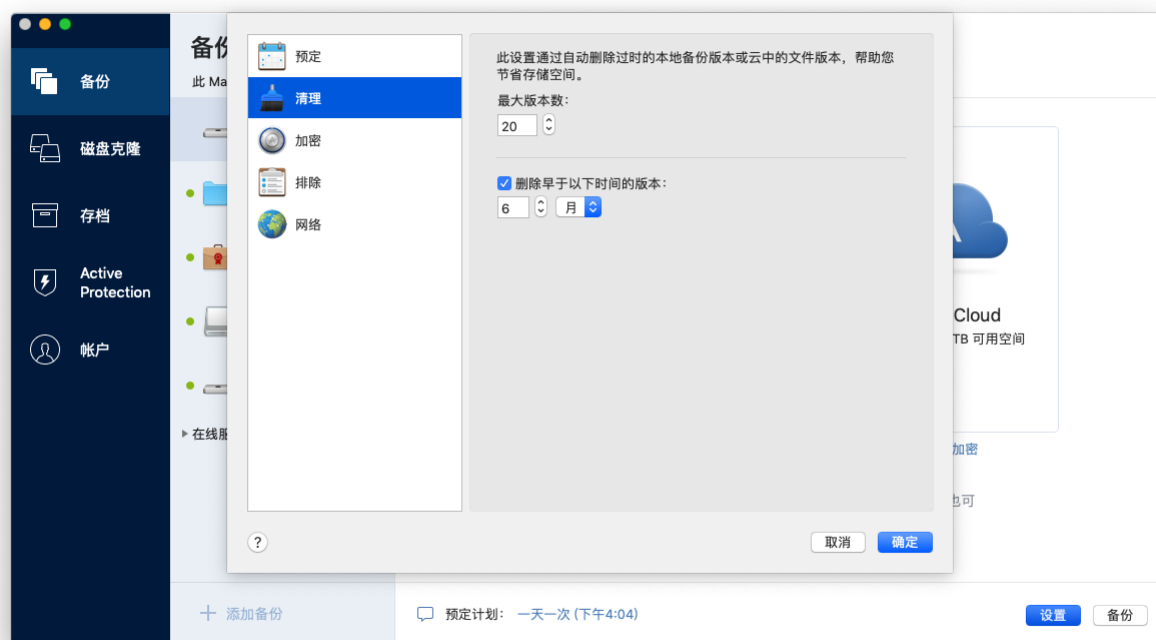 备份
磁盘克隆
存档
Active
Protection
帐户
备份
此 Mac
在线服
添加备份
预定
清理
加密
排除
网络
此设置通过自动删除过时的本地备份版本或云中的文件版本，帮助您
节省存储空间。
最大版本数：
20
删除早于以下时间的版本：
6 月
?
取消 确定
Cloud
TB 可用空间
加密
也可
预定计划： 一天一次 (下午4:04)
设置 备份